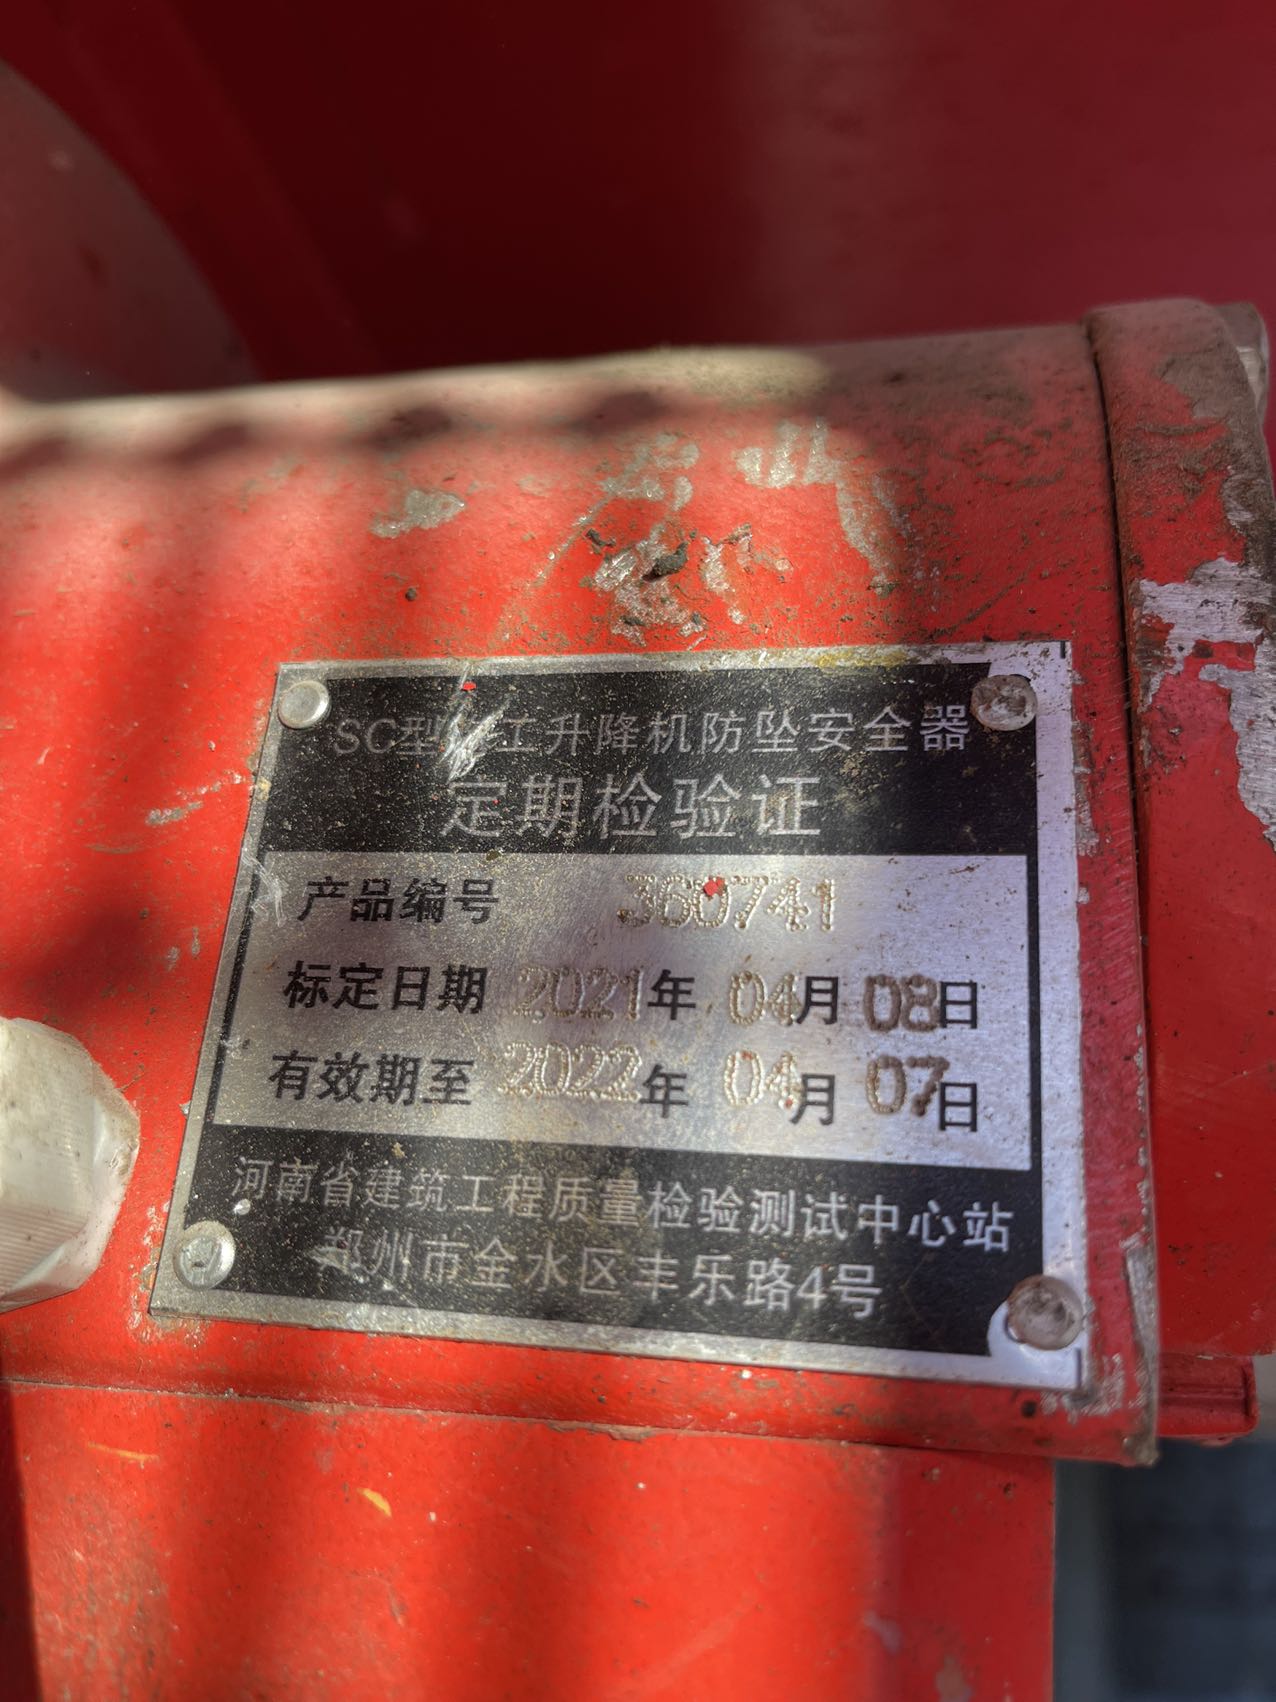 SC型施工升降机防坠安全器
定期检验证
产品编号 360741
标定日期 2021年 04月 08日
有效期至 2022年 04月 07日
河南省建筑工程质量检验测试中心站
郑州市金水区丰乐路4号